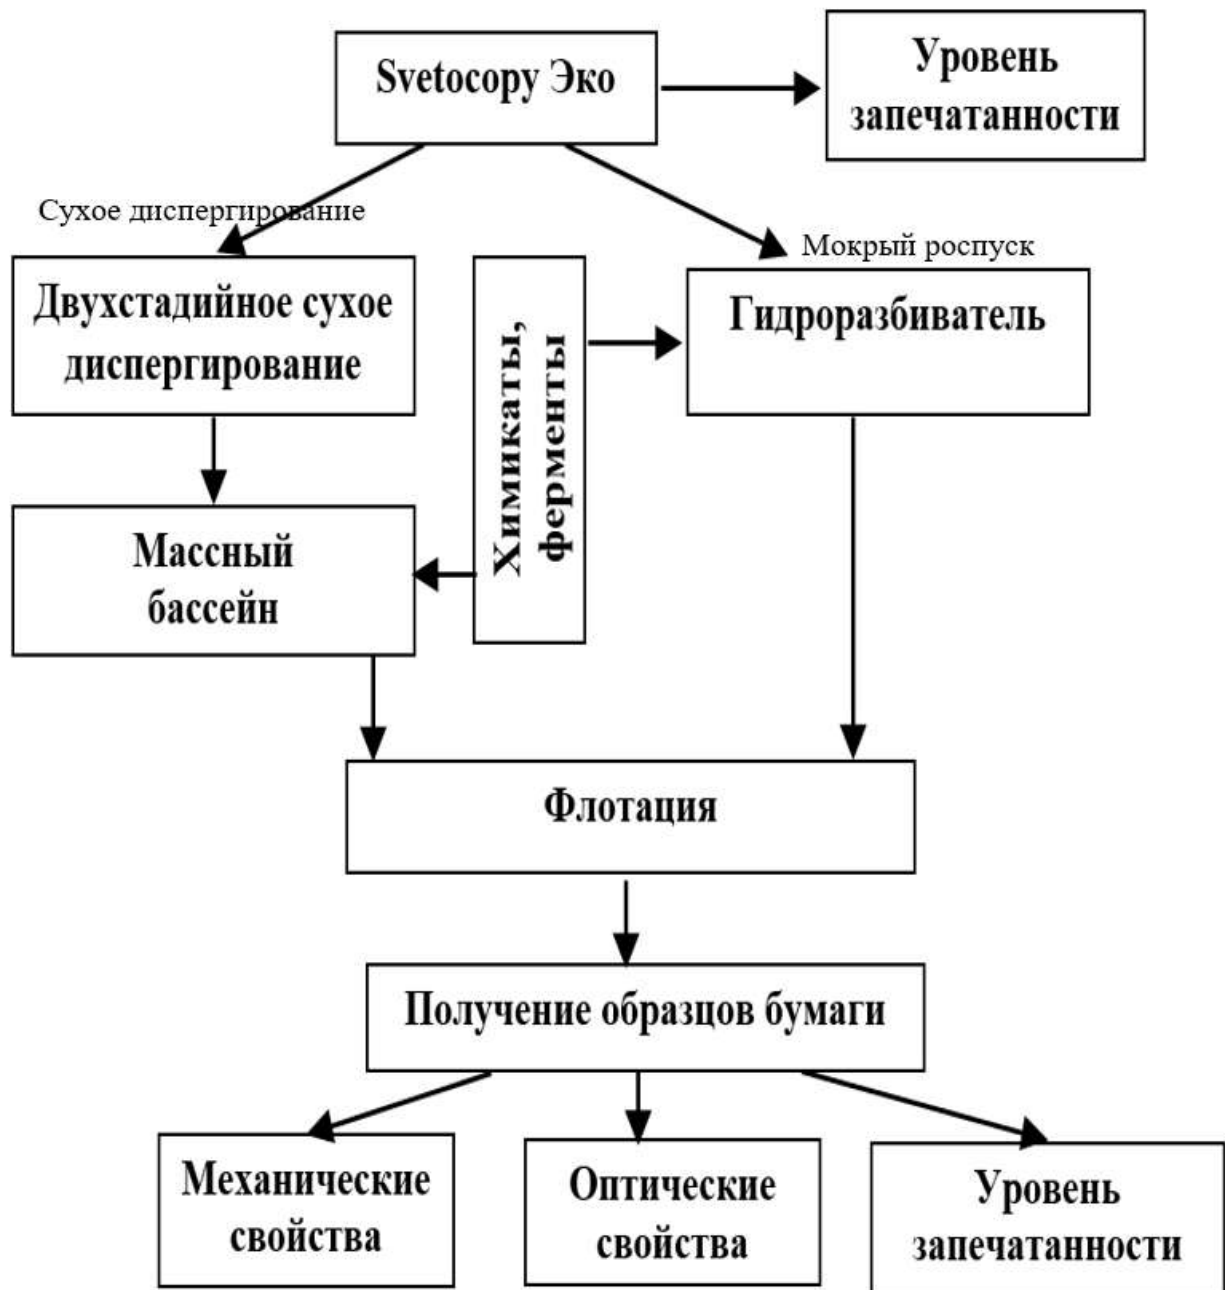 Svetocopy Эко
Уровень
запечатанности
Сухое диспергирование
Мокрый роспуск
Двухстадийное сухое
диспергирование
Химикаты,
ферменты
Гидроразбиватель
Массный
бассейн
Флотация
Получение образцов бумаги
Механические
свойства
Оптические
свойства
Уровень
запечатанности